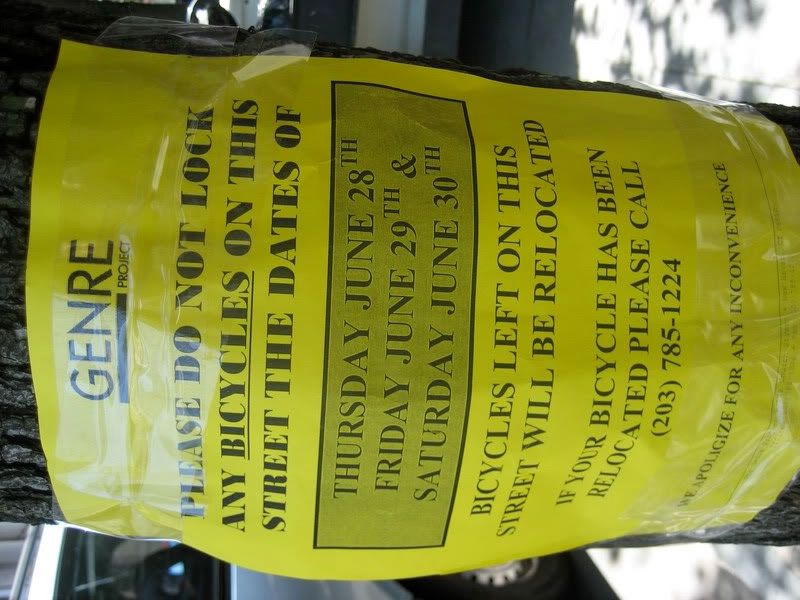 GENRE
PROJECT
PLEASE DO NOT LOCK
ANY BICYCLES ON THIS
STREET THE DATES OF
THURSDAY JUNE 28TH
FRIDAY JUNE 29TH &
SATURDAY JUNE 30TH
BICYCLES LEFT ON THIS
STREET WILL BE RELOCATED
IF YOUR BICYCLE HAS BEEN
RELOCATED PLEASE CALL
(203) 785-1224
WE APOLIGIZE FOR ANY INCONVENIENCE